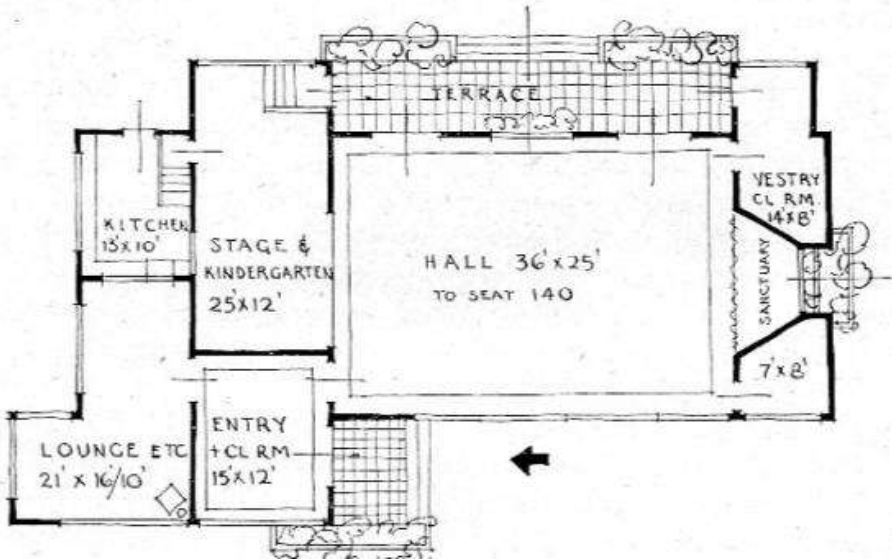 TERRACE
VESTRY
CL RM.
14'X8'
KITCHEN
13'X10'
STAGE &
KINDERGARTEN
25'X12'
HALL 36'X25'
TO SEAT 140
SANCTUARY
7'X8'
ENTRY
+CL RM
15'X12'
LOUNGE ETC
21' X 16/10'